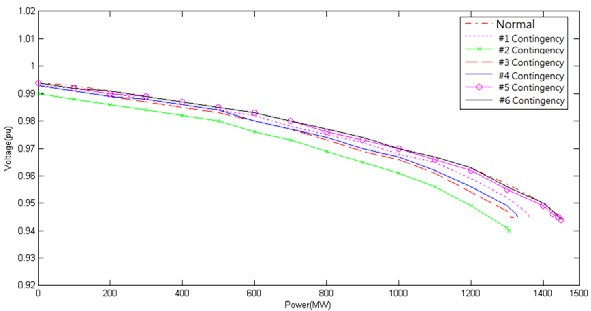 1.02
1.01
1
0.99
0.98
0.97
0.96
0.95
0.94
0.93
0.92
Voltage(pu)
0
200
400
600
800
1000
1200
1400
1500
Power(MW)
Normal
#1 Contingency
#2 Contingency
#3 Contingency
#4 Contingency
#5 Contingency
#6 Contingency